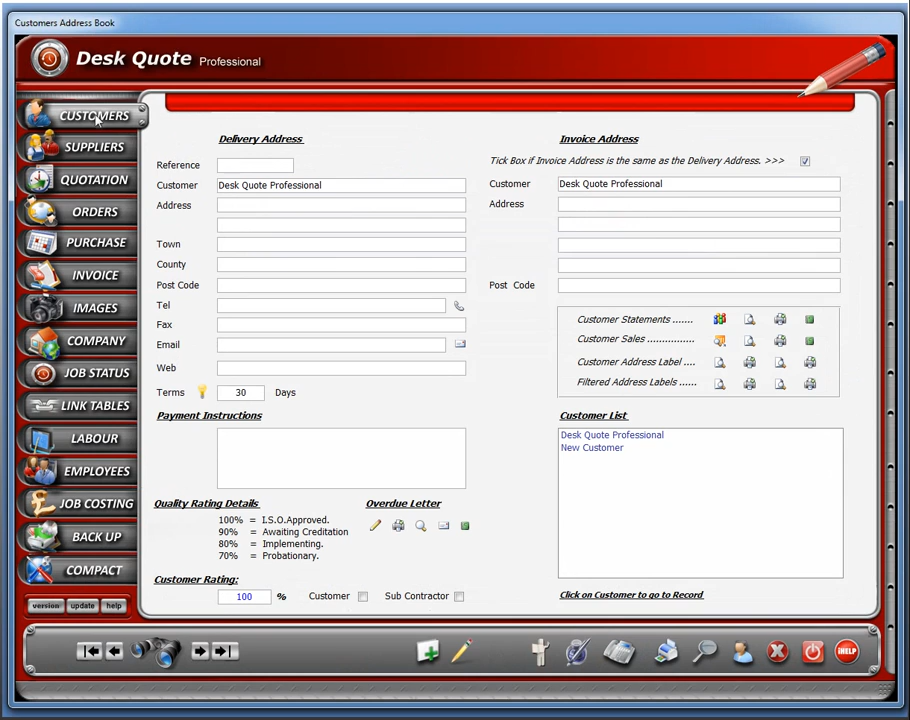 Customers Address Book
Desk Quote Professional
CUSTOMERS
SUPPLIERS
QUOTATION
ORDERS
PURCHASE
INVOICE
IMAGES
COMPANY
JOB STATUS
LINK TABLES
LABOUR
EMPLOYEES
JOB COSTING
BACK UP
COMPACT
version update help
Delivery Address
Reference
Customer Desk Quote Professional
Address
Town
County
Post Code
Tel
Fax
Email
Web
Terms 30 Days
Payment Instructions
Quality Rating Details
100% = I.S.O.Approved.
90% = Awaiting Creditation
80% = Implementing.
70% = Probationary.
Overdue Letter
Customer Rating:
100 % Customer Sub Contractor
Invoice Address
Tick Box if Invoice Address is the same as the Delivery Address. >>>
Customer Desk Quote Professional
Address
Post Code
Customer Statements .......
Customer Sales ................
Customer Address Label ....
Filtered Address Labels ......
Customer List
Desk Quote Professional
New Customer
Click on Customer to go to Record
HELP